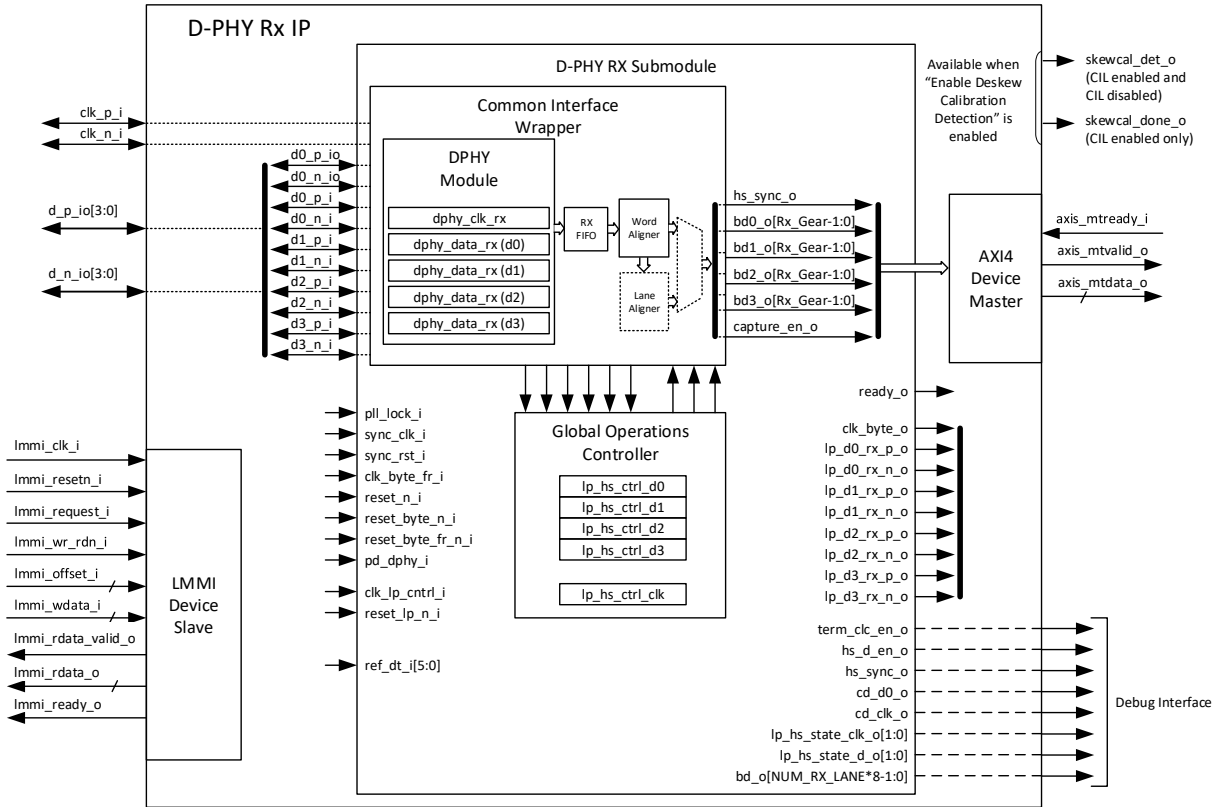 D-PHY Rx IP
D-PHY RX Submodule
Common Interface
Wrapper
DPHY
Module
dphy_clk_rx
dphy_data_rx (d0)
dphy_data_rx (d1)
dphy_data_rx (d2)
dphy_data_rx (d3)
RX
FIFO
Word
Aligner
Lane
Aligner
clk_p_i
clk_n_i
d_p_io[3:0]
d_n_io[3:0]
d0_p_io
d0_n_io
d0_p_i
d0_n_i
d1_p_i
d1_n_i
d2_p_i
d2_n_i
d3_p_i
d3_n_i
hs_sync_o
bd0_o[Rx_Gear-1:0]
bd1_o[Rx_Gear-1:0]
bd2_o[Rx_Gear-1:0]
bd3_o[Rx_Gear-1:0]
capture_en_o
Available when
“Enable Deskew
Calibration
Detection” is
enabled
skewcal_det_o
(CIL enabled and
CIL disabled)
skewcal_done_o
(CIL enabled only)
AXI4
Device
Master
axis_mtready_i
axis_mtvalid_o
axis_mtdata_o
Global Operations
Controller
lp_hs_ctrl_d0
lp_hs_ctrl_d1
lp_hs_ctrl_d2
lp_hs_ctrl_d3
lp_hs_ctrl_clk
pll_lock_i
sync_clk_i
sync_rst_i
clk_byte_fr_i
reset_n_i
reset_byte_n_i
reset_byte_fr_n_i
pd_dphy_i
clk_lp_cntrl_i
reset_lp_n_i
ref_dt_i[5:0]
lmmi_clk_i
lmmi_resetn_i
lmmi_request_i
lmmi_wr_rdn_i
lmmi_offset_i
lmmi_wdata_i
lmmi_rdata_valid_o
lmmi_rdata_o
lmmi_ready_o
LMMI
Device
Slave
ready_o
clk_byte_o
lp_d0_rx_p_o
lp_d0_rx_n_o
lp_d1_rx_p_o
lp_d1_rx_n_o
lp_d2_rx_p_o
lp_d2_rx_n_o
lp_d3_rx_p_o
lp_d3_rx_n_o
term_clc_en_o
hs_d_en_o
hs_sync_o
cd_d0_o
cd_clk_o
lp_hs_state_clk_o[1:0]
lp_hs_state_d_o[1:0]
bd_o[NUM_RX_LANE*8-1:0]
Debug Interface